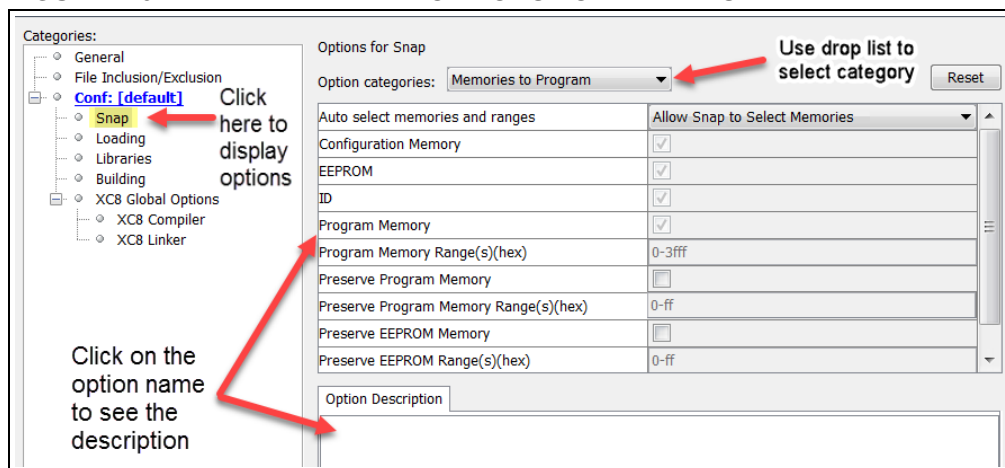 Categories:
General
File Inclusion/Exclusion
Conf: [default]
Snap
Loading
Libraries
Building
XC8 Global Options
XC8 Compiler
XC8 Linker
Click
here to
display
options
Click on the
option name
to see the
description
Options for Snap
Option categories: Memories to Program
Use drop list to
select category
Reset
Auto select memories and ranges Allow Snap to Select Memories
Configuration Memory
EEPROM
ID
Program Memory
Program Memory Range(s)(hex) 0-3fff
Preserve Program Memory
Preserve Program Memory Range(s)(hex) 0-ff
Preserve EEPROM Memory
Preserve EEPROM Range(s)(hex) 0-ff
Option Description